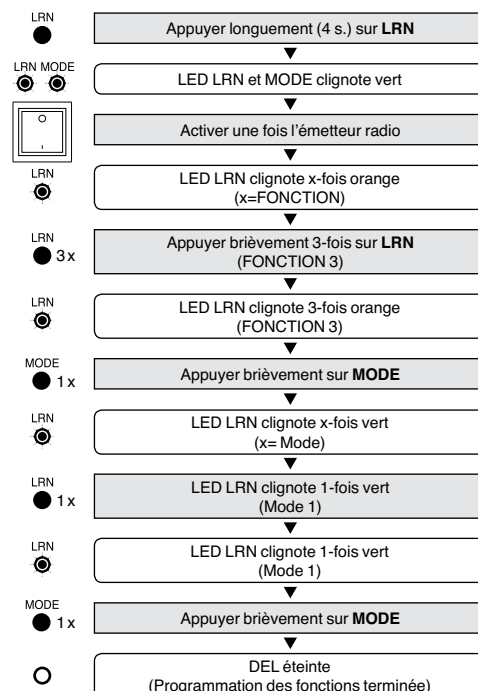 LRN
Appuyer longuement (4 s.) sur LRN
LRN MODE
LED LRN et MODE clignote vert
Activer une fois l'émetteur radio
LRN
LED LRN clignote x-fois orange
(x=FONCTION)
LRN
3 x
Appuyer brièvement 3-fois sur LRN
(FONCTION 3)
LRN
LED LRN clignote 3-fois orange
(FONCTION 3)
MODE
1 x
Appuyer brièvement sur MODE
LRN
LED LRN clignote x-fois vert
(x= Mode)
LRN
1 x
LED LRN clignote 1-fois vert
(Mode 1)
LRN
LED LRN clignote 1-fois vert
(Mode 1)
MODE
1 x
Appuyer brièvement sur MODE
DEL éteinte
(Programmation des fonctions terminée)